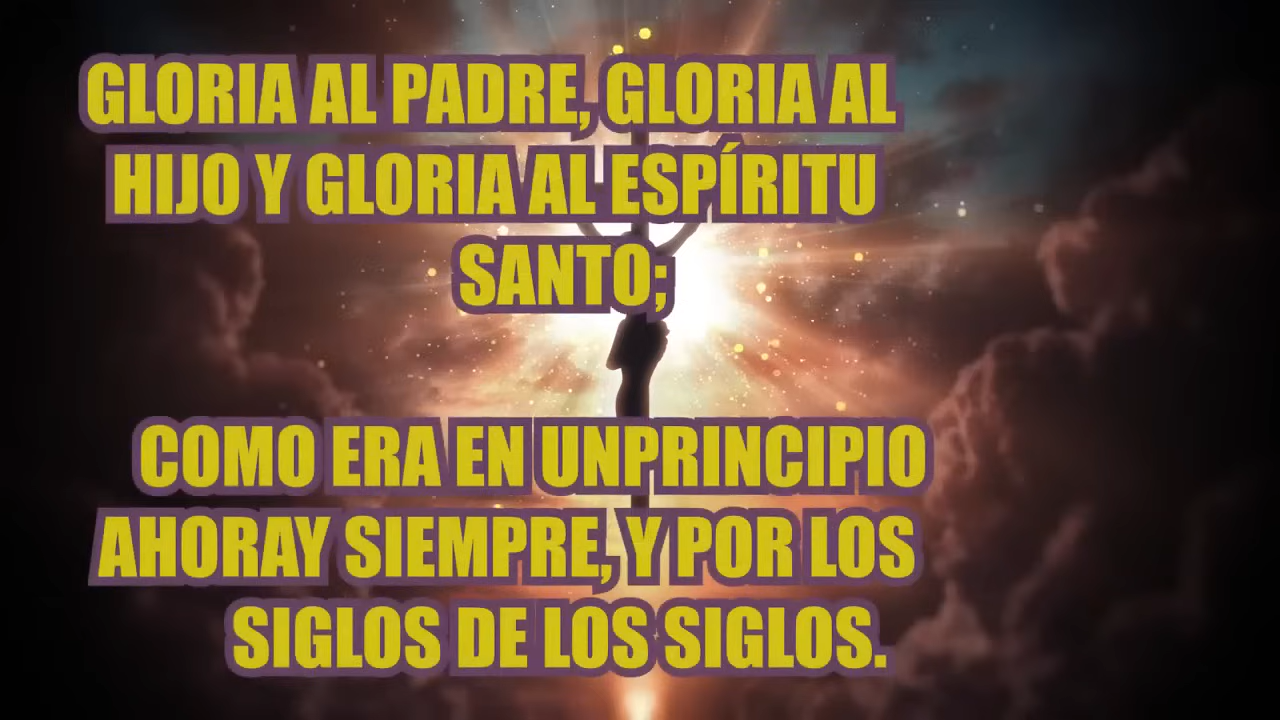 GLORIA AL PADRE, GLORIA AL
HIJO Y GLORIA AL ESPÍRITU
SANTO;
COMO ERA EN UNPRINCIPIO
AHORAY SIEMPRE, Y POR LOS
SIGLOS DE LOS SIGLOS.